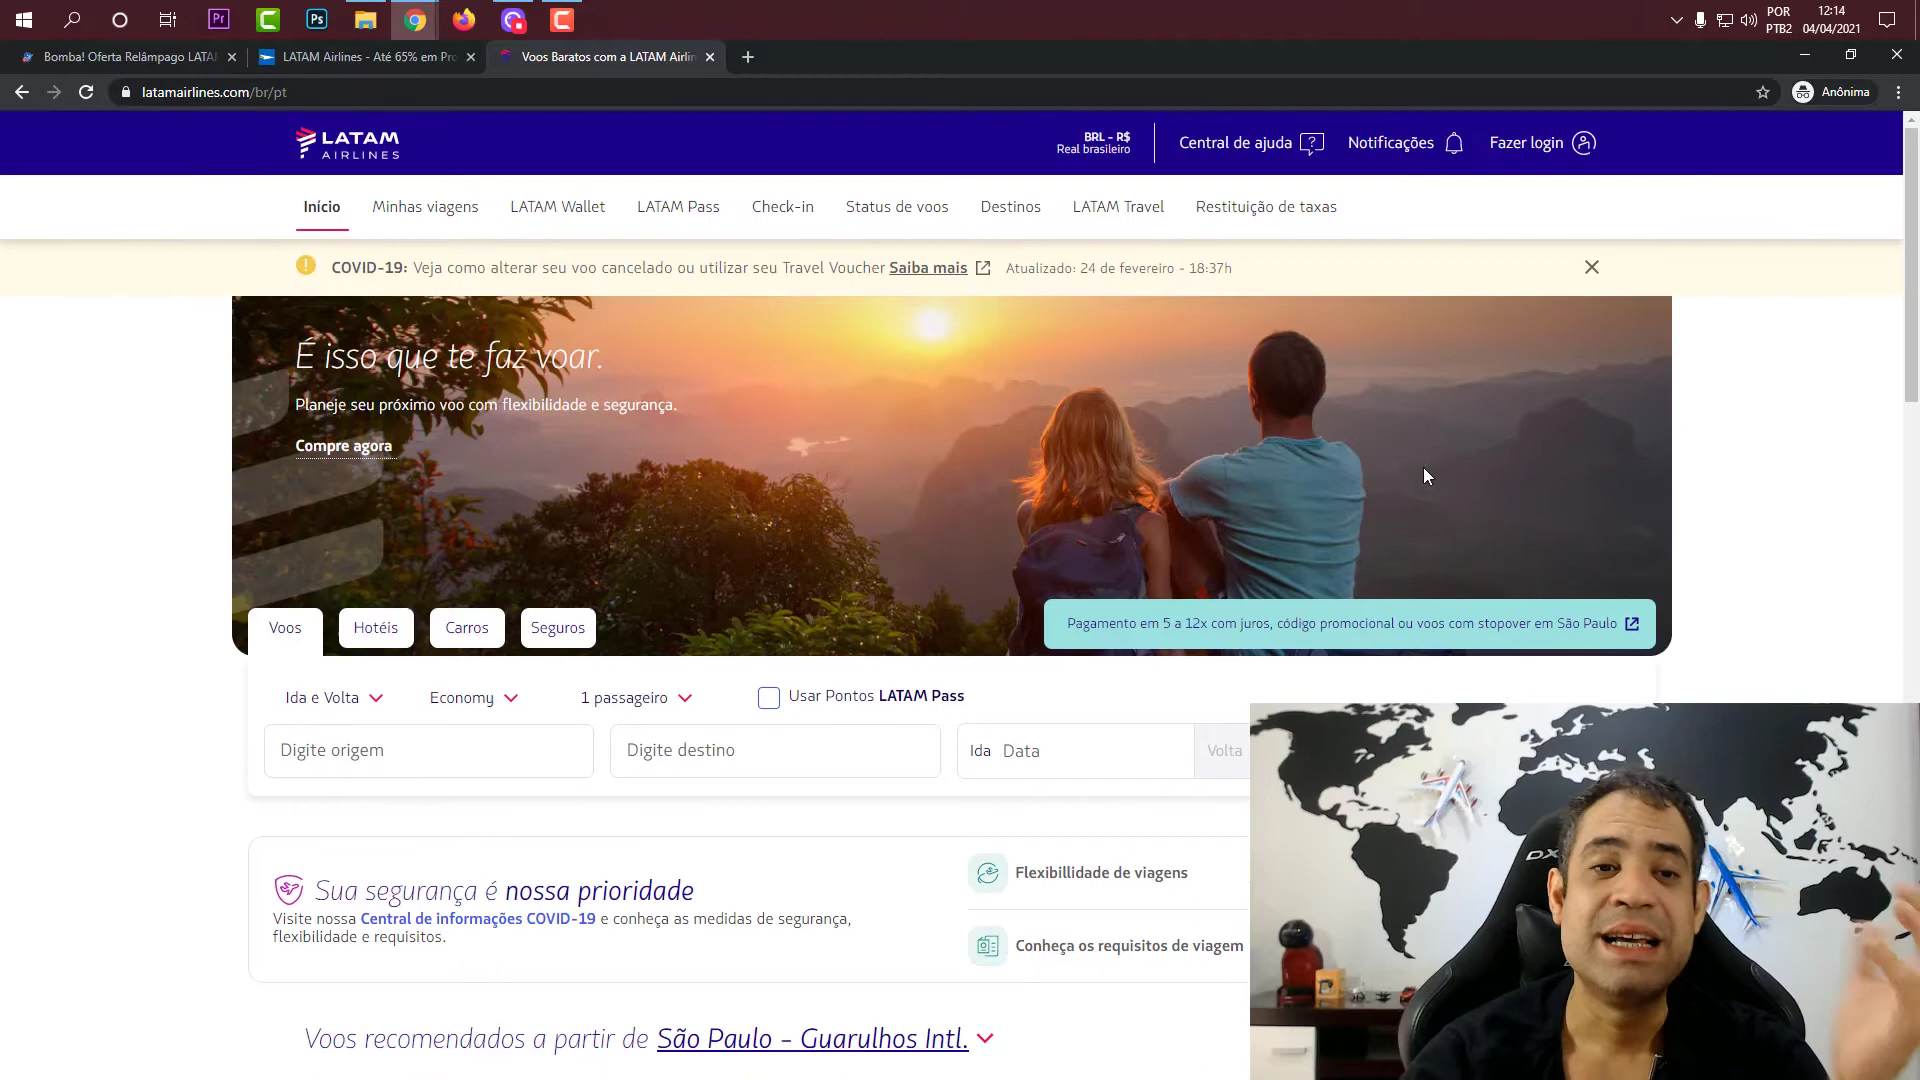 Pr
Ps
POR
PTB2
12:14
04/04/2021
Bomba! Oferta Relâmpago LATA
LATAM Airlines - Até 65% em Pro
Voos Baratos com a LATAM Airlin
latamairlines.com/br/pt
Anônima
LATAM
AIRLINES
BRL - R$
Real brasileiro
Central de ajuda
Notificações
Fazer login
Início
Minhas viagens
LATAM Wallet
LATAM Pass
Check-in
Status de voos
Destinos
LATAM Travel
Restituição de taxas
COVID-19: Veja como alterar seu voo cancelado ou utilizar seu Travel Voucher Saiba mais
Atualizado: 24 de fevereiro - 18:37h
É isso que te faz voar.
Planeje seu próximo voo com flexibilidade e segurança.
Compre agora
Voos
Hotéis
Carros
Seguros
Pagamento em 5 a 12x com juros, código promocional ou voos com stopover em São Paulo
Ida e Volta
Economy
1 passageiro
Usar Pontos LATAM Pass
Digite origem
Digite destino
Ida Data
Volta
Sua segurança é nossa prioridade
Visite nossa Central de informações COVID-19 e conheça as medidas de segurança,
flexibilidade e requisitos.
Flexibillidade de viagens
Conheça os requisitos de viagem
DX
Voos recomendados a partir de São Paulo - Guarulhos Intl.